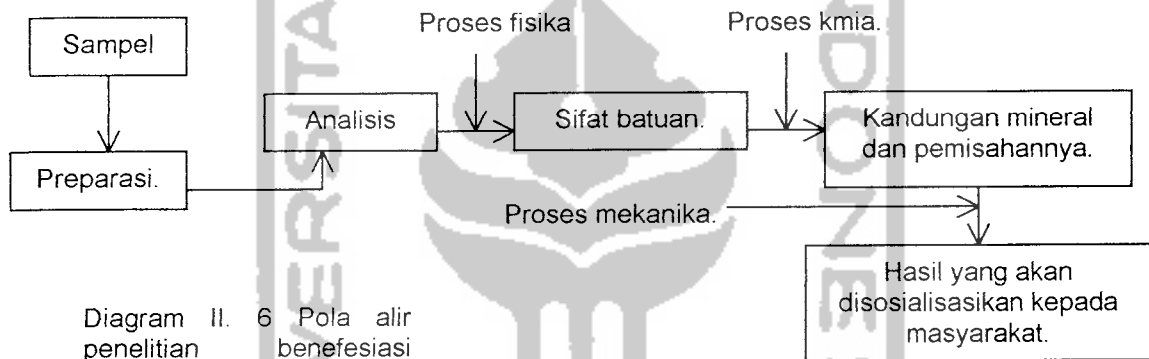 Sampel
Preparasi.
Analisis
Proses fisika
Sifat batuan.
Proses kmia.
Kandungan mineral
dan pemisahannya.
Proses mekanika.
Hasil yang akan
disosialisasikan kepada
masyarakat.
Diagram II. 6 Pola alir
penelitian benefesiasi